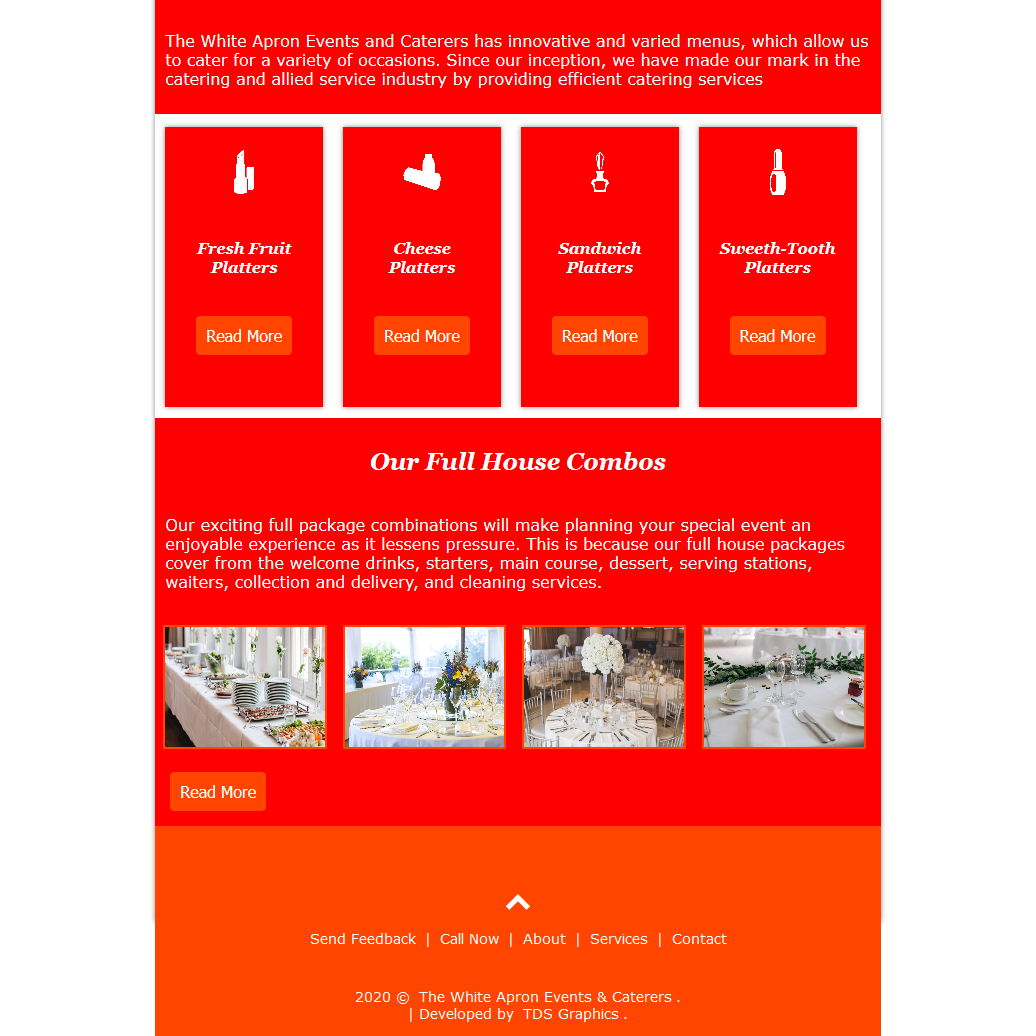 The White Apron Events and Caterers has innovative and varied menus, which allow us
to cater for a variety of occasions. Since our inception, we have made our mark in the
catering and allied service industry by providing efficient catering services
Fresh Fruit
Platters
Read More
Cheese
Platters
Read More
Sandwich
Platters
Read More
Sweeth-Tooth
Platters
Read More
Our Full House Combos
Our exciting full package combinations will make planning your special event an
enjoyable experience as it lessens pressure. This is because our full house packages
cover from the welcome drinks, starters, main course, dessert, serving stations,
waiters, collection and delivery, and cleaning services.
Read More
Send Feedback | Call Now | About | Services | Contact
2020 © The White Apron Events & Caterers .
| Developed by TDS Graphics .